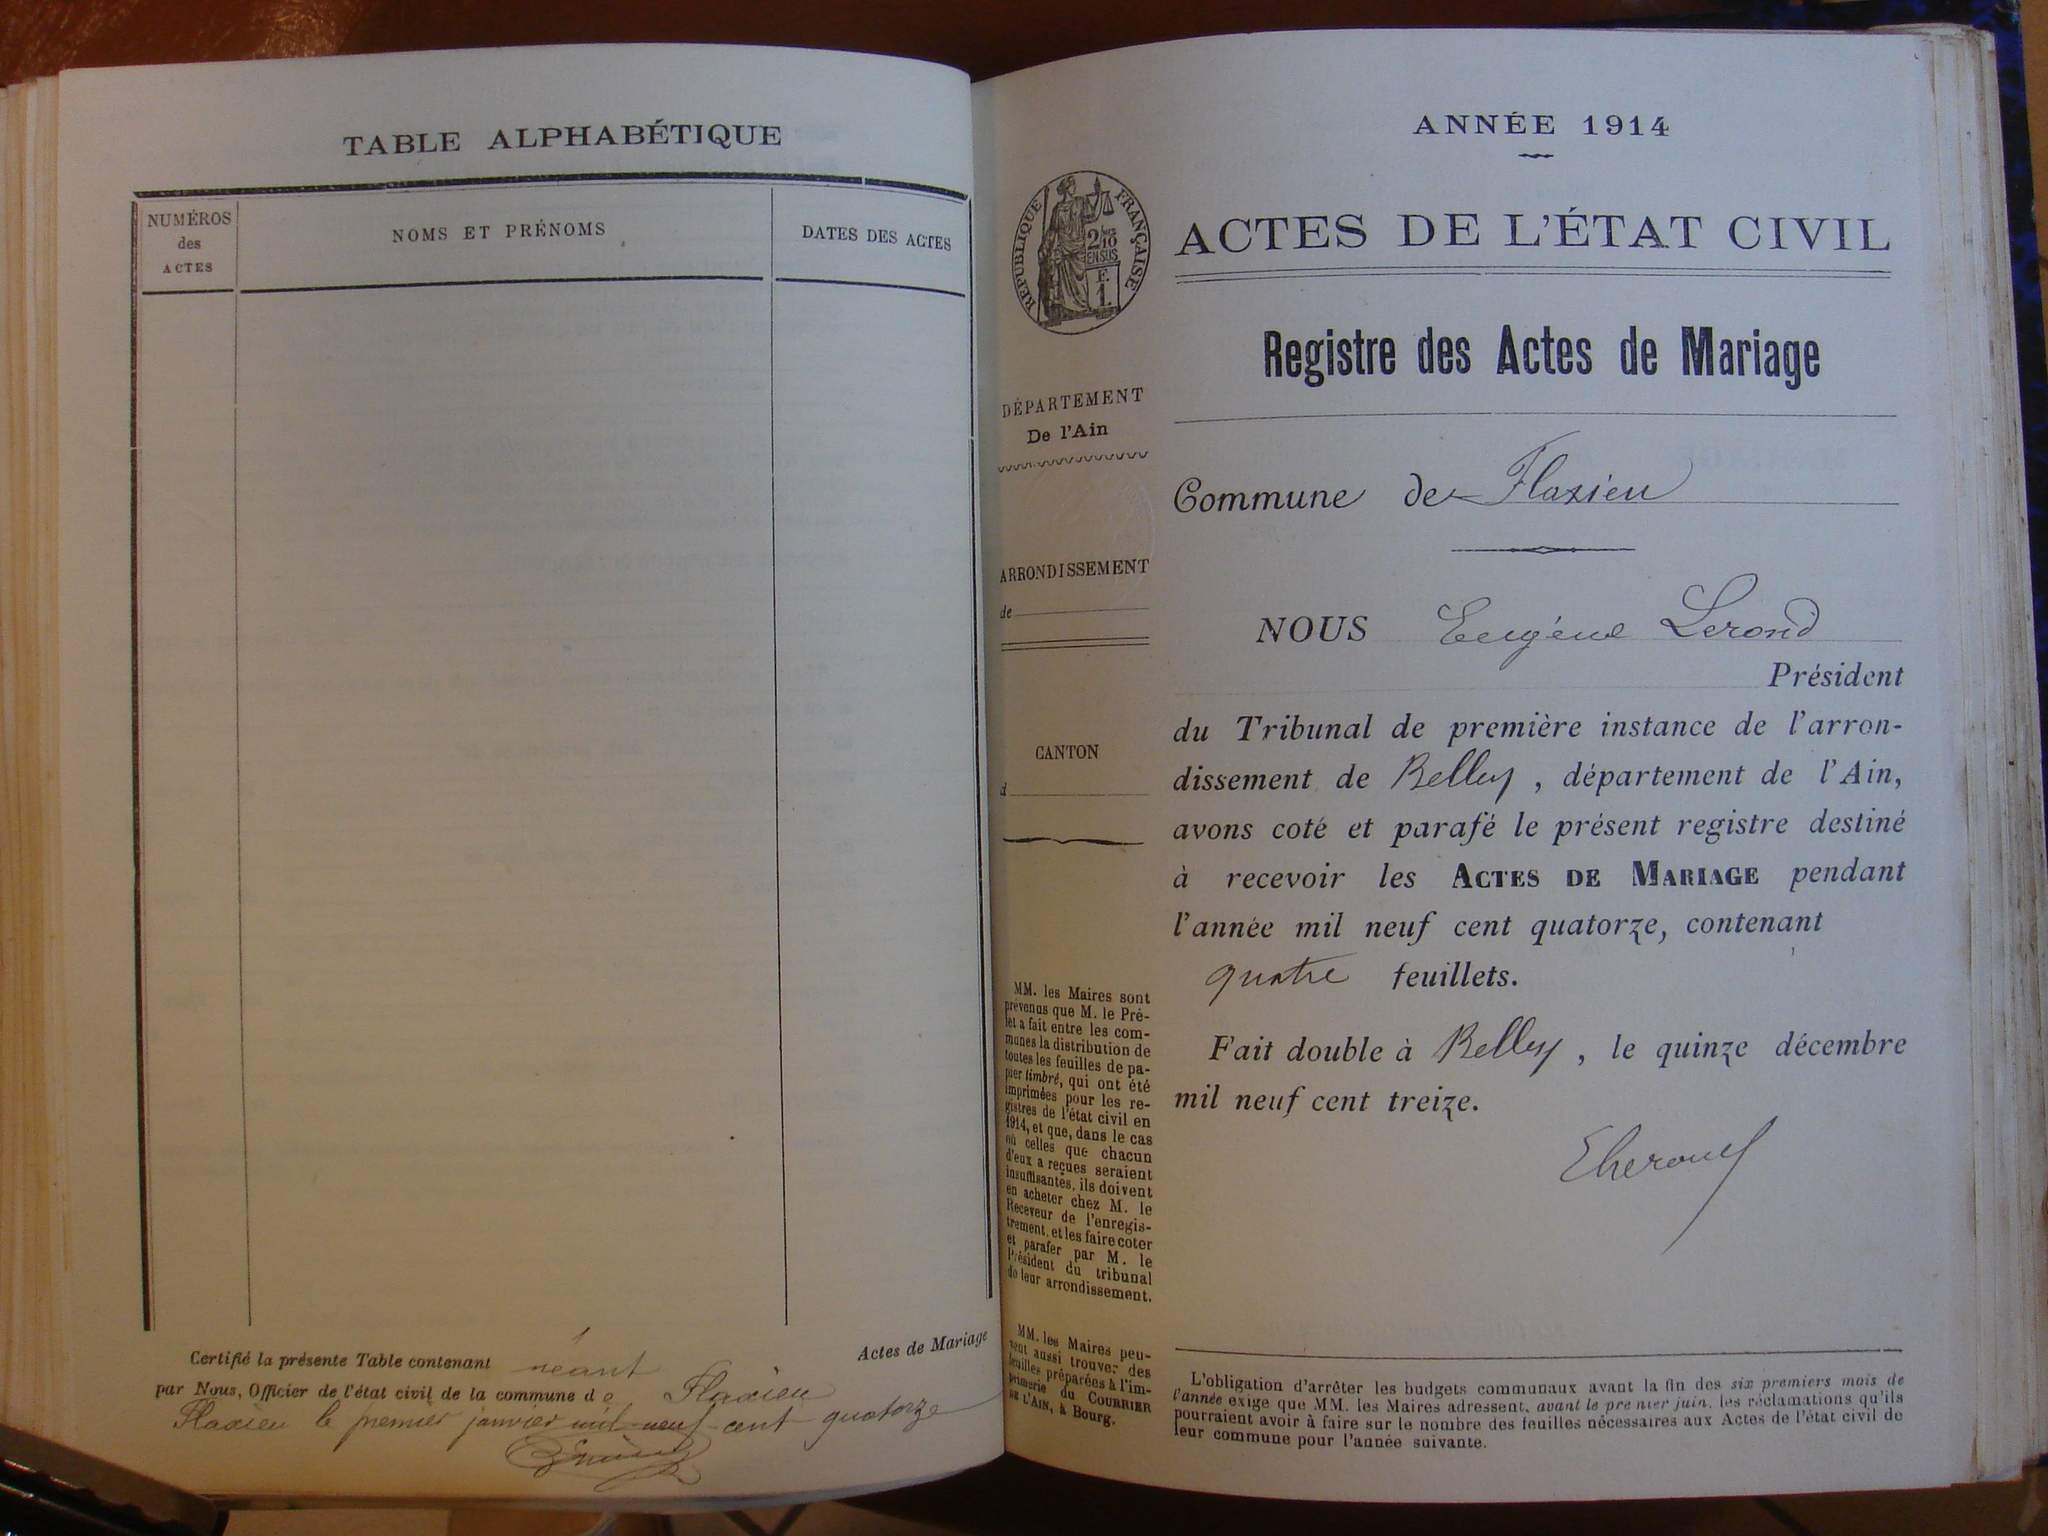 TABLE ALPHABÉTIQUE
NUMÉROS
des
ACTES
NOMS ET PRÉNOMS
DATES DES ACTES
Certifié la présente Table contenant néant Actes de Mariage
par Nous, Officier de l'état civil de la commune de Flaxieu
Flaxieu le premier janvier mil neuf cent quatorze
ANNÉE 1914
RÉPUBLIQUE FRANÇAISE
2/10
EN SUS
F.
1.
ACTES DE L'ÉTAT CIVIL
Registre des Actes de Mariage
DÉPARTEMENT
De l'Ain
ARRONDISSEMENT
de
CANTON
d
MM. les Maires sont
prévenus que M. le Pré-
fet a fait entre les com-
munes la distribution de
toutes les feuilles de pa-
pier timbré, qui ont été
imprimées pour les re-
gistres de l'état civil en
1914, et que, dans le cas
où celles que chacun
d'eux a reçues seraient
insuffisantes, ils doivent
en acheter chez M. le
Receveur de l'enregis-
trement, et les faire coter
et parafer par M. le
Président du tribunal
de leur arrondissement.
MM. les Maires peu-
vent aussi trouver des
feuilles préparées à l'im-
primerie du COURRIER
DE L'AIN, à Bourg.
Commune de Flaxieu
NOUS Eugène Lerond
Président
du Tribunal de première instance de l'arron-
dissement de Belley, département de l'Ain,
avons coté et parafé le présent registre destiné
à recevoir les ACTES DE MARIAGE pendant
l'année mil neuf cent quatorze, contenant
quatre feuillets.
Fait double à Belley, le quinze décembre
mil neuf cent treize.
L'obligation d'arrêter les budgets communaux avant la fin des six premiers mois de
l'année exige que MM. les Maires adressent, avant le premier juin, les réclamations qu'ils
pourraient avoir à faire sur le nombre des feuilles nécessaires aux Actes de l'état civil de
leur commune pour l'année suivante.